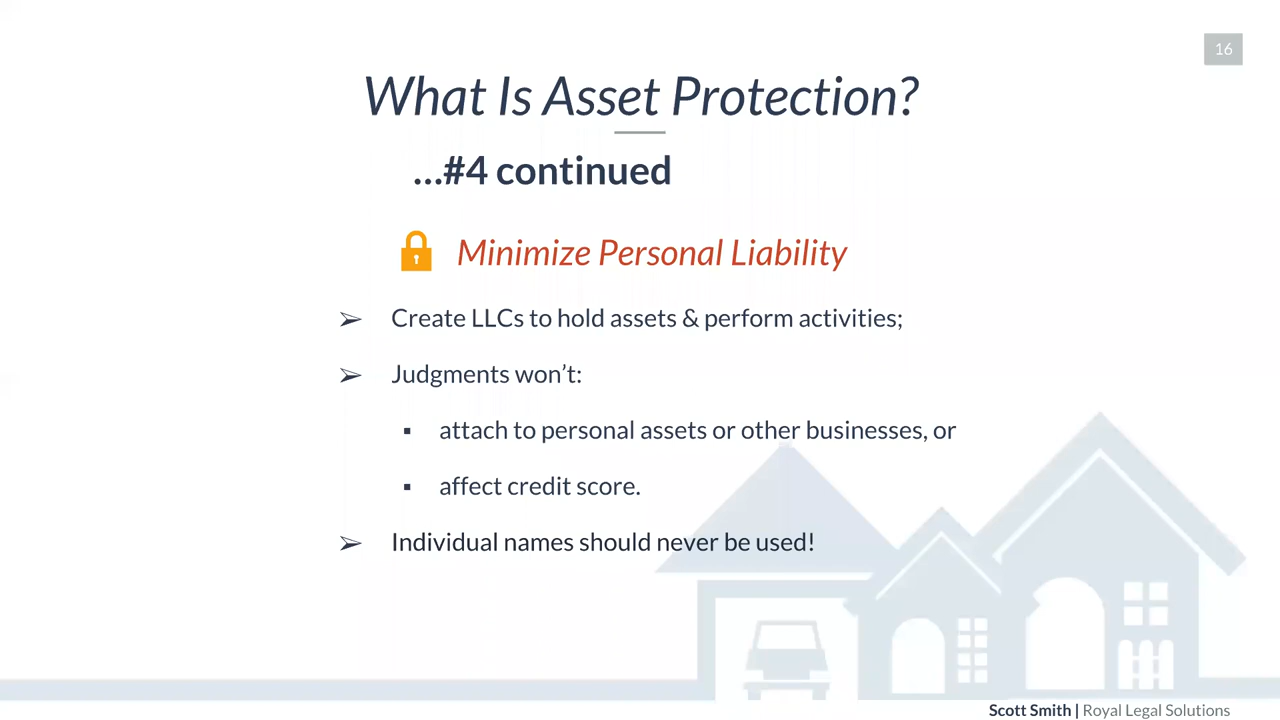 16
What Is Asset Protection?
...#4 continued
Minimize Personal Liability
➢ Create LLCs to hold assets & perform activities;
➢ Judgments won’t:
▪ attach to personal assets or other businesses, or
▪ affect credit score.
➢ Individual names should never be used!
Scott Smith | Royal Legal Solutions